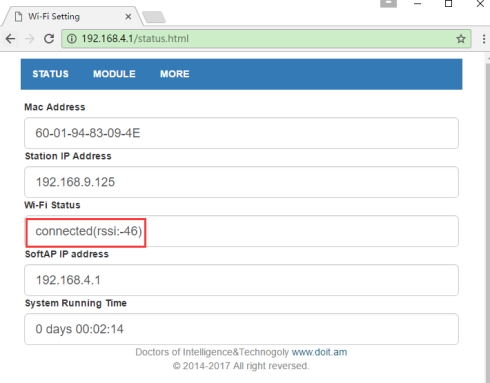 Wi-Fi Setting
192.168.4.1/status.html
STATUS MODULE MORE
Mac Address
60-01-94-83-09-4E
Station IP Address
192.168.9.125
Wi-Fi Status
connected(rssi:-46)
SoftAP IP address
192.168.4.1
System Running Time
0 days 00:02:14
Doctors of Intelligence&Technogoly www.doit.am
© 2014-2017 All right reversed.